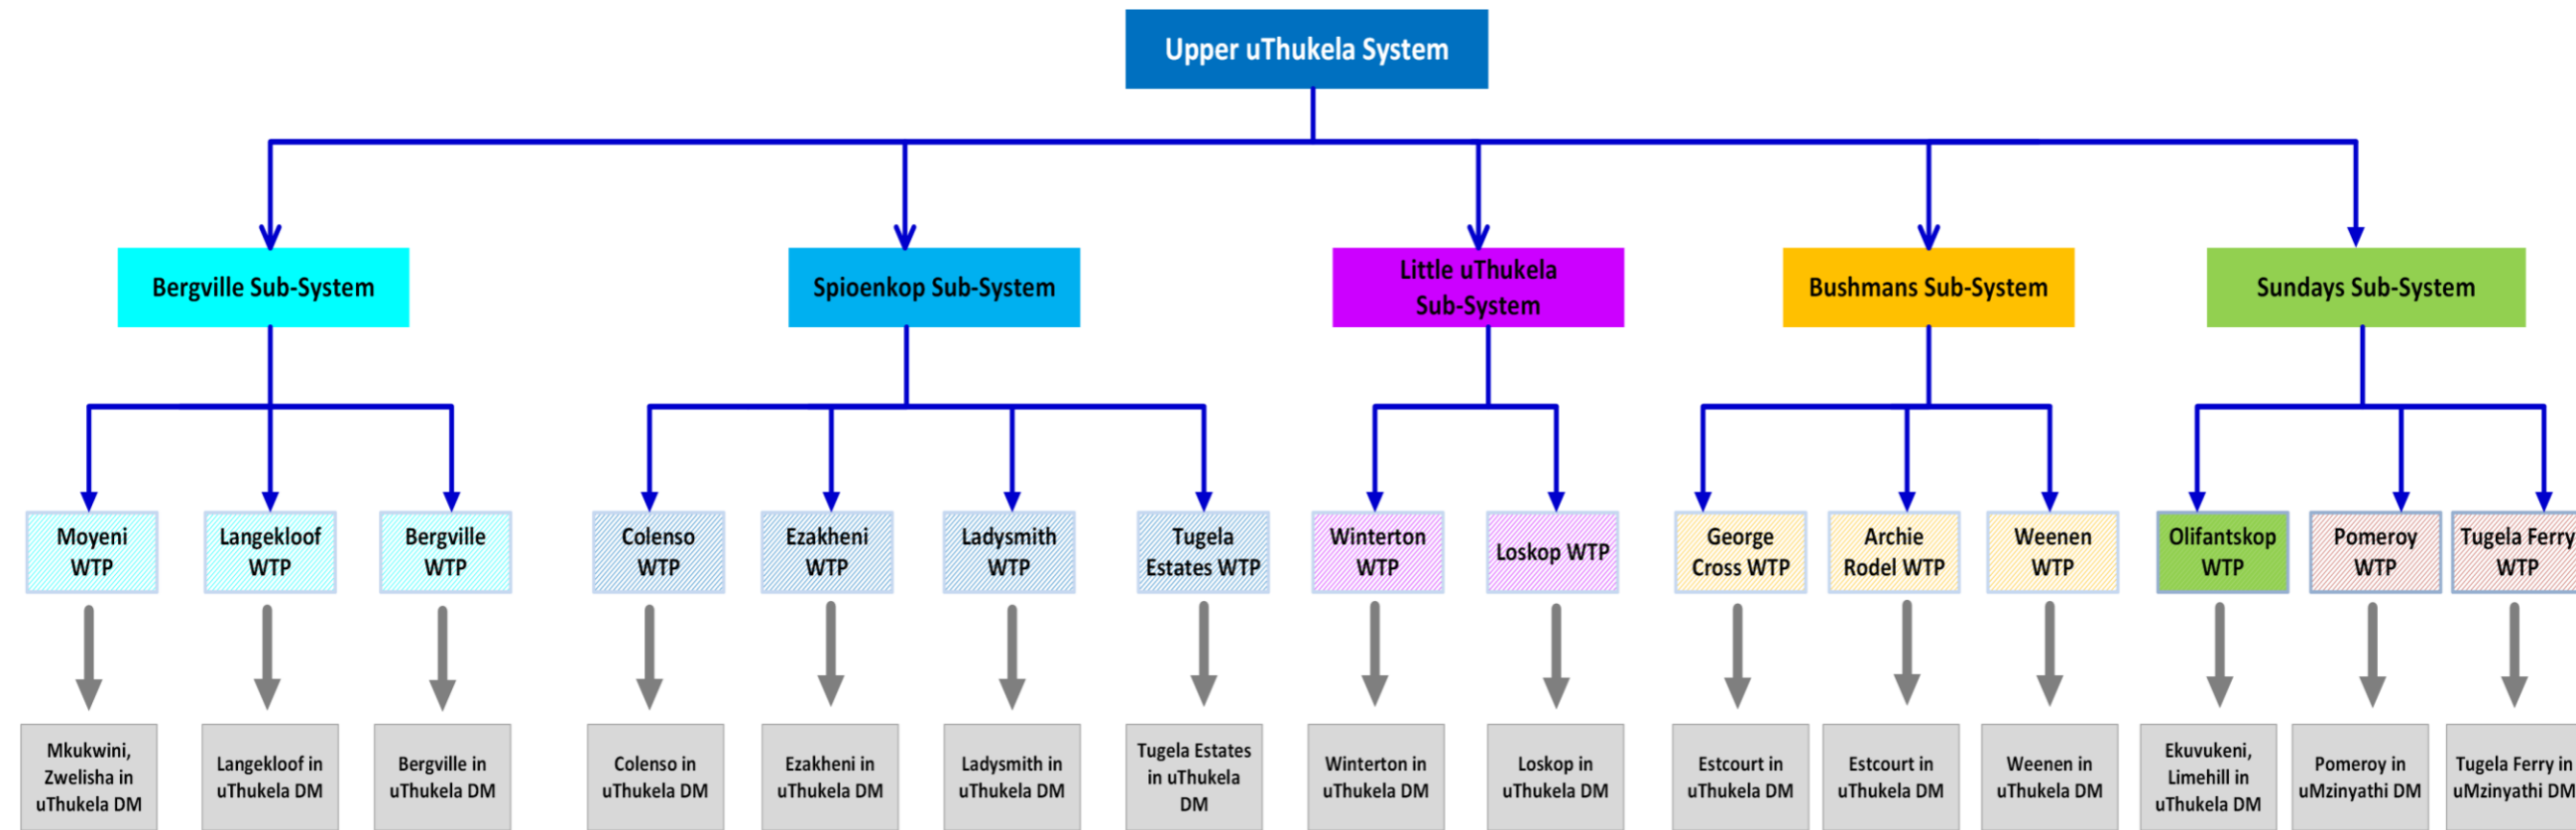 Upper uThukela System
Bergville Sub-System
Spioenkop Sub-System
Little uThukela
Sub-System
Bushmans Sub-System
Sundays Sub-System
Moyeni
WTP
Langekloof
WTP
Bergville
WTP
Colenso
WTP
Ezakheni
WTP
Ladysmith
WTP
Tugela
Estates WTP
Winterton
WTP
Loskop WTP
George
Cross WTP
Archie
Rodel WTP
Weenen
WTP
Olifantskop
WTP
Pomeroy
WTP
Tugela Ferry
WTP
Mkukwini,
Zwelisha in
uThukela DM
Langekloof in
uThukela DM
Bergville in
uThukela DM
Colenso in
uThukela DM
Ezakheni in
uThukela DM
Ladysmith in
uThukela DM
Tugela Estates
in uThukela
DM
Winterton in
uThukela DM
Loskop in
uThukela DM
Estcourt in
uThukela DM
Estcourt in
uThukela DM
Weenen in
uThukela DM
Ekuvukeni,
Limehill in
uThukela DM
Pomeroy in
uMzinyathi DM
Tugela Ferry in
uMzinyathi DM